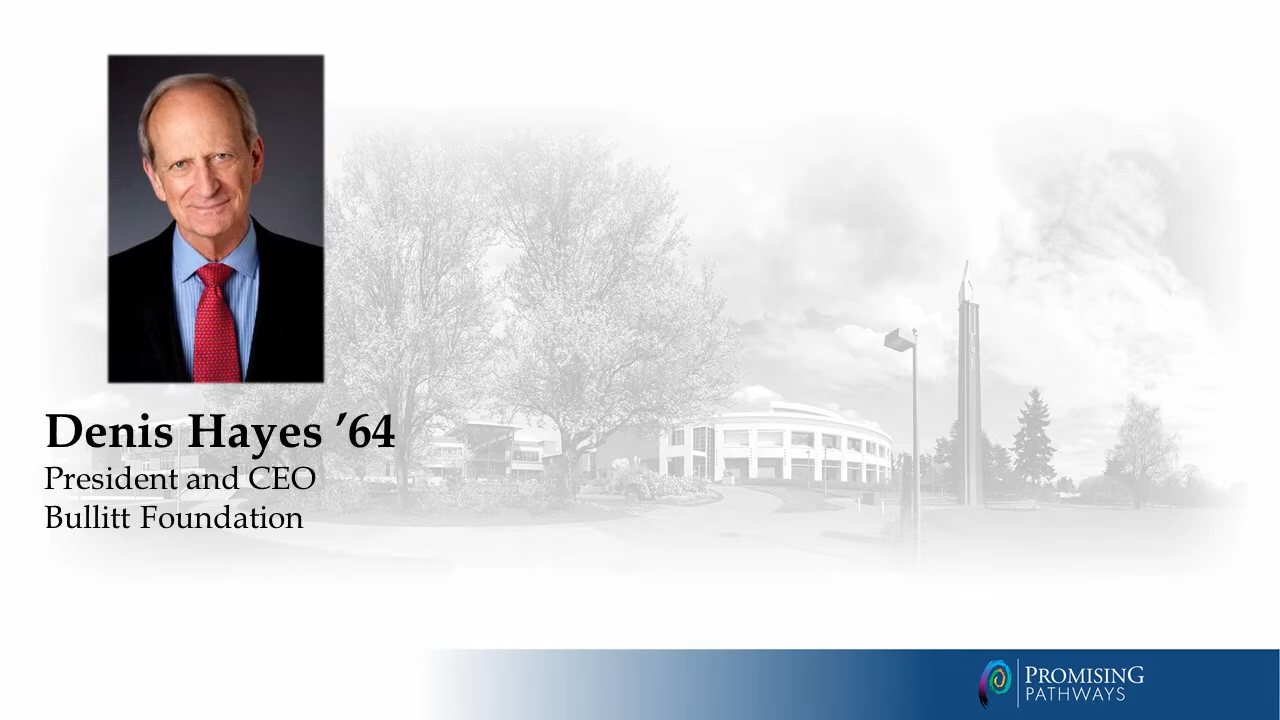 Denis Hayes ’64
President and CEO
Bullitt Foundation
PROMISING
PATHWAYS